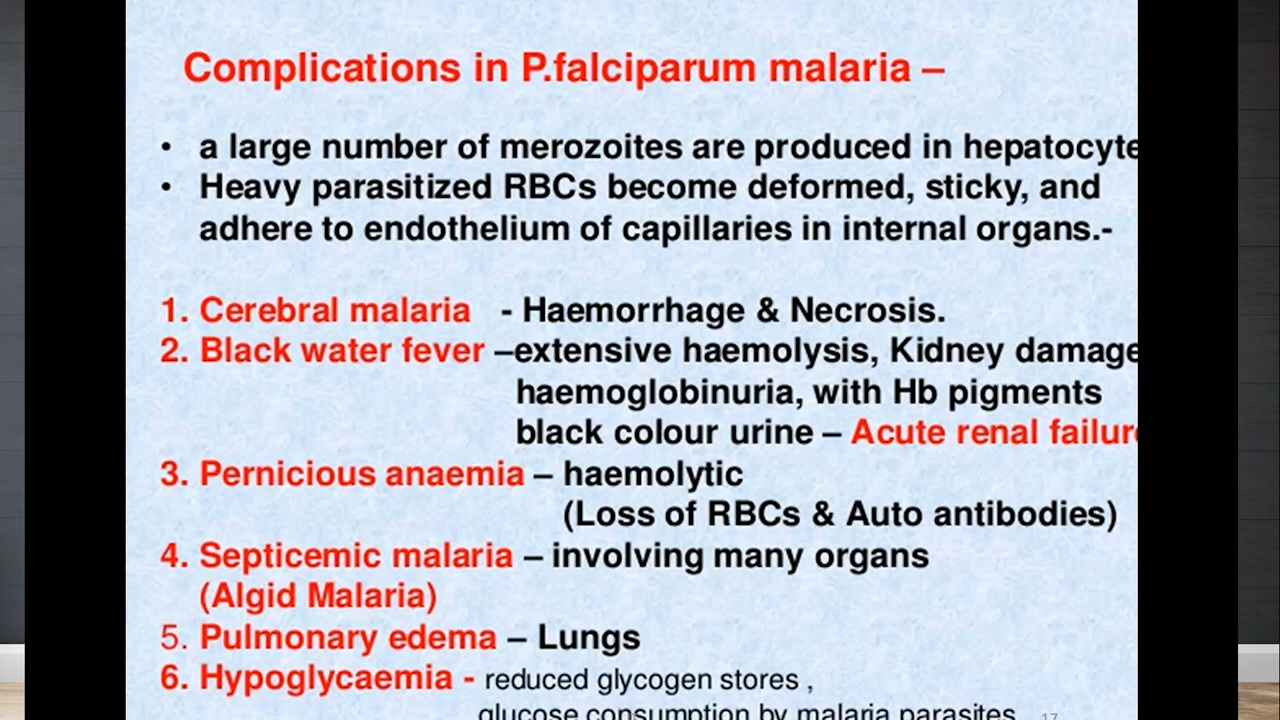 Complications in P.falciparum malaria –
• a large number of merozoites are produced in hepatocyte
• Heavy parasitized RBCs become deformed, sticky, and
adhere to endothelium of capillaries in internal organs.-
1. Cerebral malaria - Haemorrhage & Necrosis.
2. Black water fever –extensive haemolysis, Kidney damage
haemoglobinuria, with Hb pigments
black colour urine – Acute renal failure
3. Pernicious anaemia – haemolytic
(Loss of RBCs & Auto antibodies)
4. Septicemic malaria – involving many organs
(Algid Malaria)
5. Pulmonary edema – Lungs
6. Hypoglycaemia - reduced glycogen stores ,
glucose consumption by malaria parasites
17